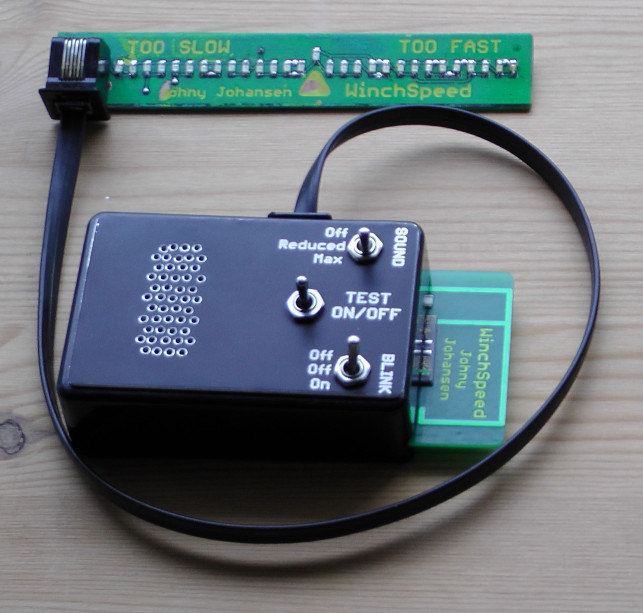 TOO SLOW
TOO FAST
Johny Johansen
WinchSpeed
Off
Reduced
Max
SOUND
TEST
ON/OFF
Off
Off
On
BLINK
WinchSpeed
Johny
Johansen